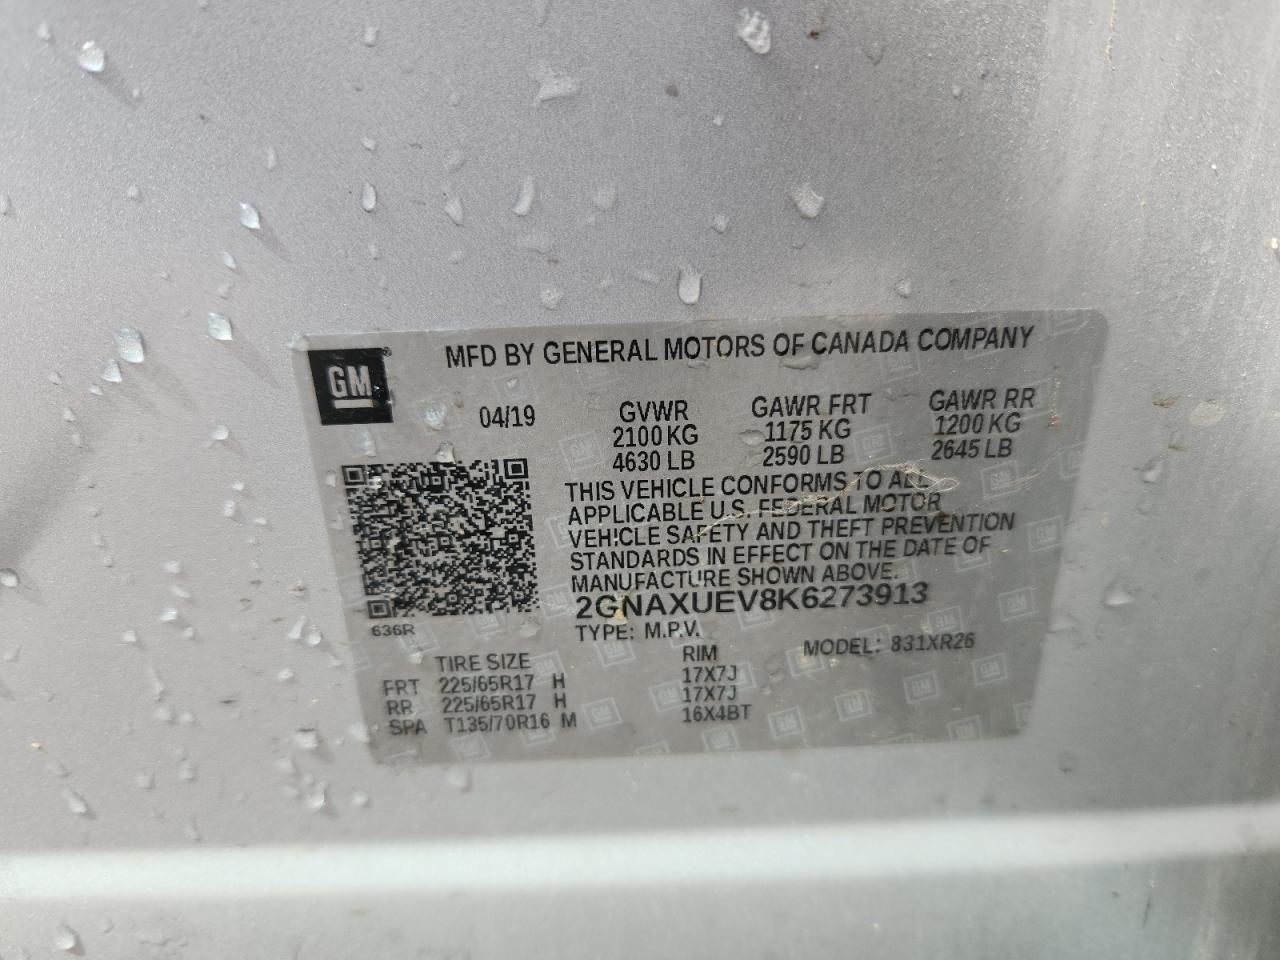 GM
MFD BY GENERAL MOTORS OF CANADA COMPANY
04/19 GVWR GAWR FRT GAWR RR
2100 KG 1175 KG 1200 KG
4630 LB 2590 LB 2645 LB
THIS VEHICLE CONFORMS TO ALL
APPLICABLE U.S. FEDERAL MOTOR
VEHICLE SAFETY AND THEFT PREVENTION
STANDARDS IN EFFECT ON THE DATE OF
MANUFACTURE SHOWN ABOVE.
2GNAXUEV8K6273913
636R
TYPE: M.P.V. MODEL: 831XR26
TIRE SIZE RIM
FRT 225/65R17 H 17X7J
RR 225/65R17 H 17X7J
SPA T135/70R16 M 16X4BT